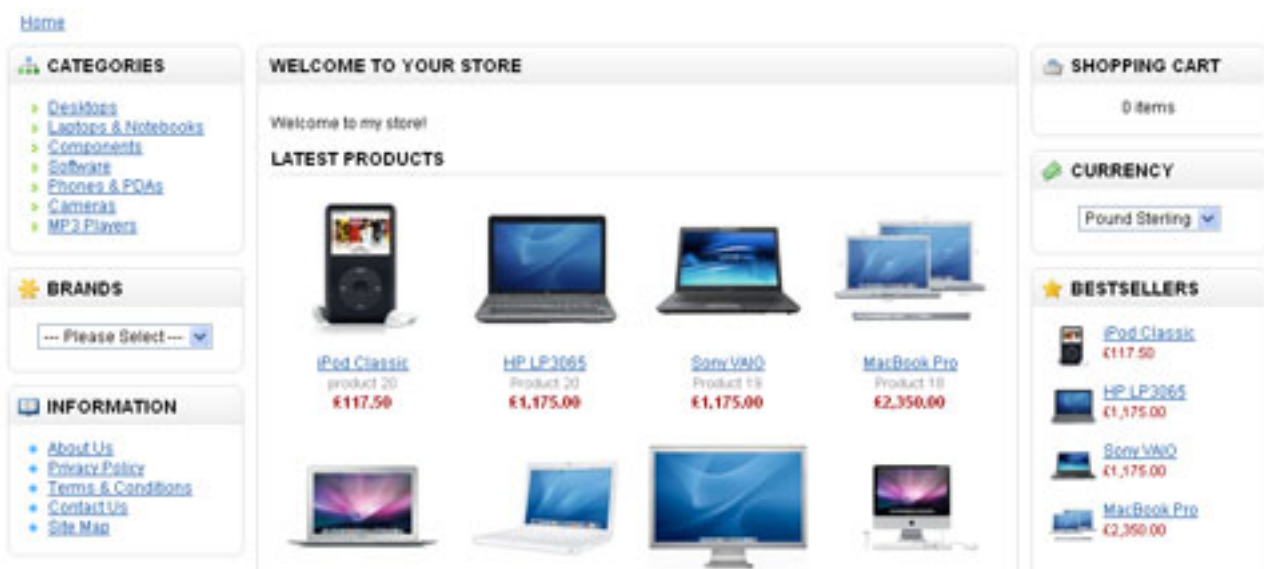 Home
CATEGORIES
Desktops
Laptops & Notebooks
Components
Software
Phones & PDAs
Cameras
MP3 Players
BRANDS
--- Please Select ---
INFORMATION
About Us
Privacy Policy
Terms & Conditions
Contact Us
Site Map
WELCOME TO YOUR STORE
Welcome to my store!
LATEST PRODUCTS
iPod Classic
product 20
£117.50
HP LP3065
Product 20
£1,175.00
Sony VAIO
Product 19
£1,175.00
MacBook Pro
Product 18
£2,350.00
SHOPPING CART
0 items
CURRENCY
Pound Sterling
BESTSELLERS
iPod Classic
£117.50
HP LP3065
£1,175.00
Sony VAIO
£1,175.00
MacBook Pro
£2,350.00